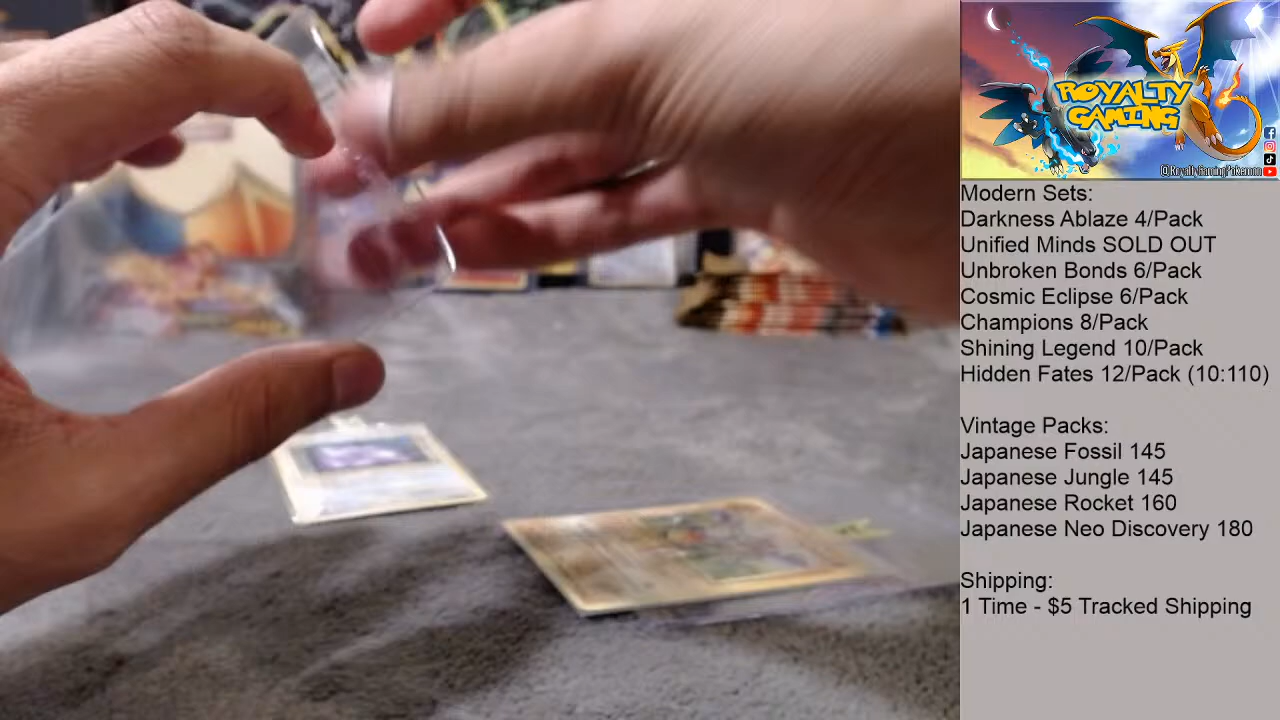 ROYALTY
GAMING
@RoyaltyGamingPokemon
Modern Sets:
Darkness Ablaze 4/Pack
Unified Minds SOLD OUT
Unbroken Bonds 6/Pack
Cosmic Eclipse 6/Pack
Champions 8/Pack
Shining Legend 10/Pack
Hidden Fates 12/Pack (10:110)
Vintage Packs:
Japanese Fossil 145
Japanese Jungle 145
Japanese Rocket 160
Japanese Neo Discovery 180
Shipping:
1 Time - $5 Tracked Shipping